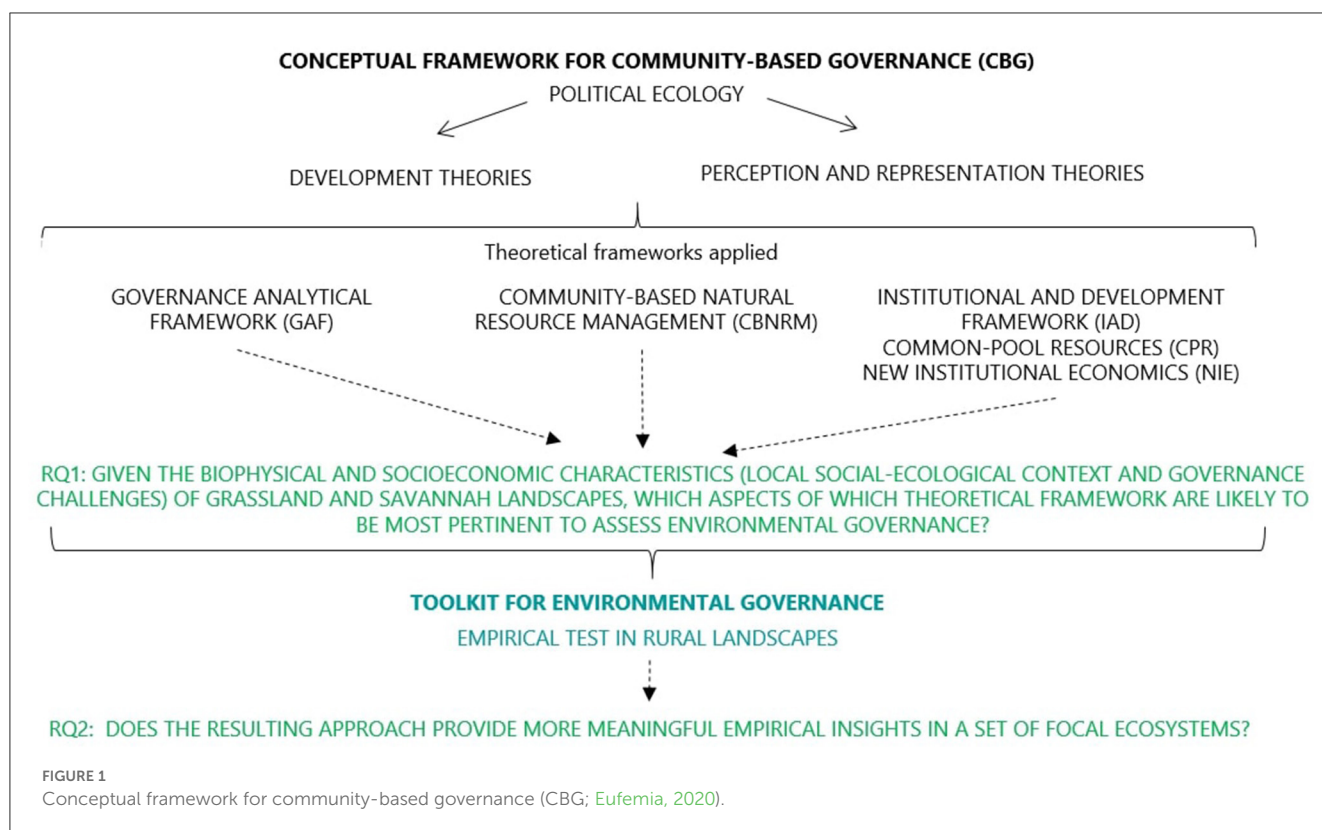 CONCEPTUAL FRAMEWORK FOR COMMUNITY-BASED GOVERNANCE (CBG)
POLITICAL ECOLOGY
DEVELOPMENT THEORIES
PERCEPTION AND REPRESENTATION THEORIES
Theoretical frameworks applied
GOVERNANCE ANALYTICAL
FRAMEWORK (GAF)
COMMUNITY-BASED NATURAL
RESOURCE MANAGEMENT (CBNRM)
INSTITUTIONAL AND DEVELOPMENT
FRAMEWORK (IAD)
COMMON-POOL RESOURCES (CPR)
NEW INSTITUTIONAL ECONOMICS (NIE)
RQ1: GIVEN THE BIOPHYSICAL AND SOCIOECONOMIC CHARACTERISTICS (LOCAL SOCIAL-ECOLOGICAL CONTEXT AND GOVERNANCE
CHALLENGES) OF GRASSLAND AND SAVANNAH LANDSCAPES, WHICH ASPECTS OF WHICH THEORETICAL FRAMEWORK ARE LIKELY TO
BE MOST PERTINENT TO ASSESS ENVIRONMENTAL GOVERNANCE?
TOOLKIT FOR ENVIRONMENTAL GOVERNANCE
EMPIRICAL TEST IN RURAL LANDSCAPES
RQ2: DOES THE RESULTING APPROACH PROVIDE MORE MEANINGFUL EMPIRICAL INSIGHTS IN A SET OF FOCAL ECOSYSTEMS?
FIGURE 1
Conceptual framework for community-based governance (CBG; Eufemia, 2020).